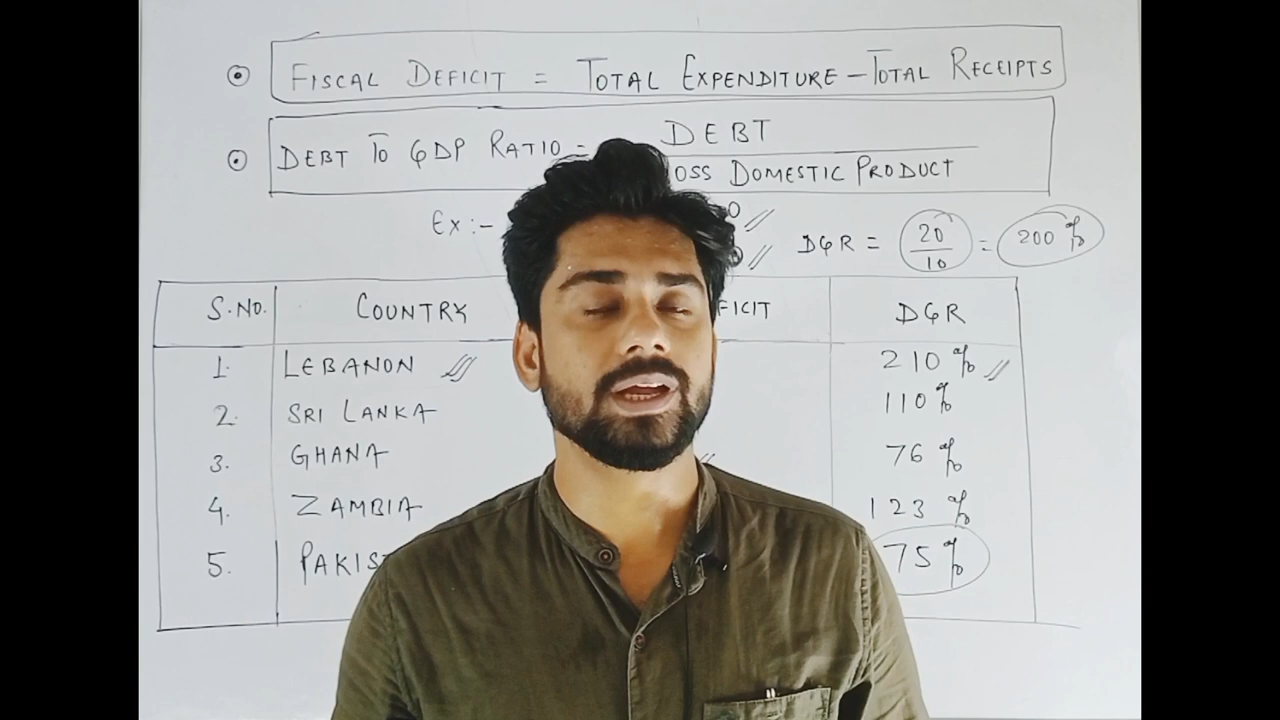 FISCAL DEFICIT = TOTAL EXPENDITURE - TOTAL RECEIPTS
DEBT TO GDP RATIO = DEBT
OSS DOMESTIC PRODUCT
Ex :-
DGR = 20/10 = 200 %
S.NO. COUNTRY FICIT DGR
1. LEBANON 210 %
2. SRI LANKA 110 %
3. GHANA 76 %
4. ZAMBIA 123 %
5. PAKIS 75 %